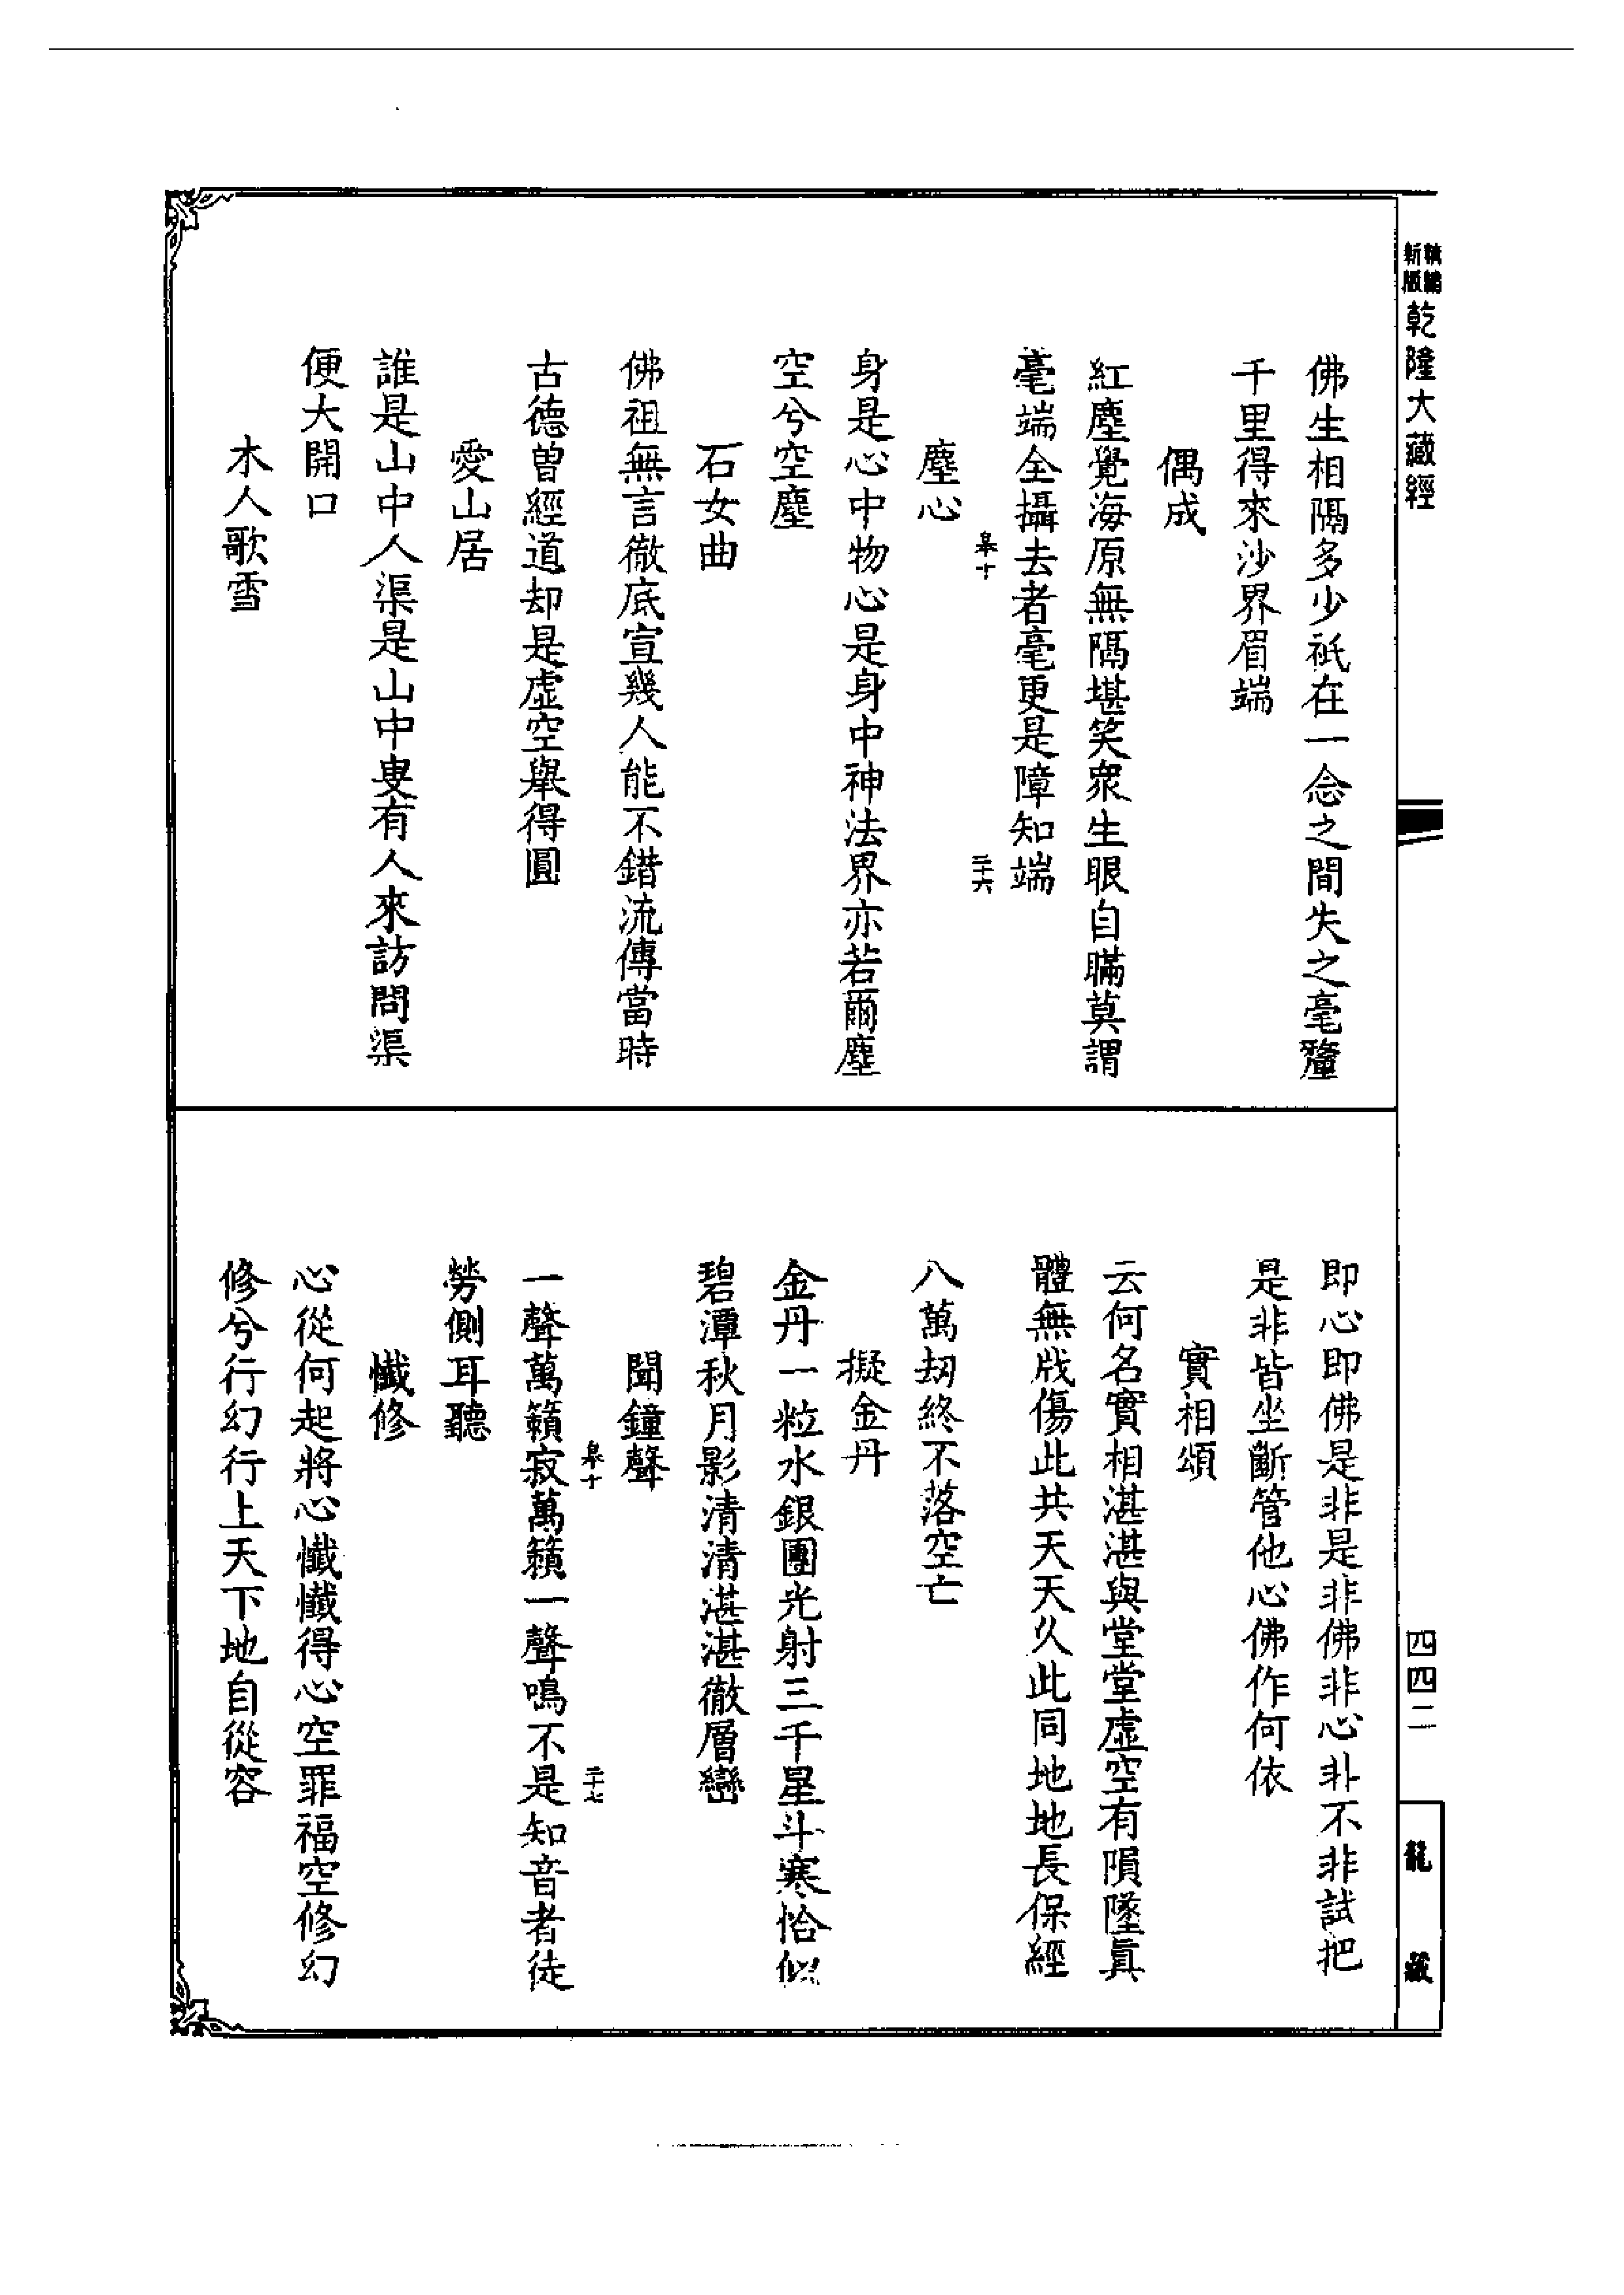 精編
新版
乾隆大藏經
佛生相隔多少祇在一念之間失之毫釐
千里得來沙界眉端
偶成
紅塵覺海原無隔堪笑衆生眼自瞞莫謂
毫端全攝去者毫更是障知端
皋十
二十六
塵心
身是心中物心是身中神法界亦若爾塵
空兮空塵
石女曲
佛祖無言徹底宣幾人能不錯流傳當時
古德曾經道却是虛空舉得圓
愛山居
誰是山中人渠是山中叟有人來訪問渠
便大開口
木人歌雪
四四二
龍藏
即心即佛是非是非佛非心非不非試把
是非皆坐斷管他心佛作何依
實相頌
云何名實相湛湛與堂堂虛空有隕墜眞
體無戕傷此共天天久此同地地長保經
八萬劫終不落空亡
擬金丹
金丹一粒水銀團光射三千星斗寒恰似
碧潭秋月影清清湛湛徹層巒
聞鐘聲
皋十
二十七
一聲萬籟寂萬籟一聲鳴不是知音者徒
勞側耳聽
懺修
心從何起將心懺懺得心空罪福空修幻
修兮行幻行上天下地自從容